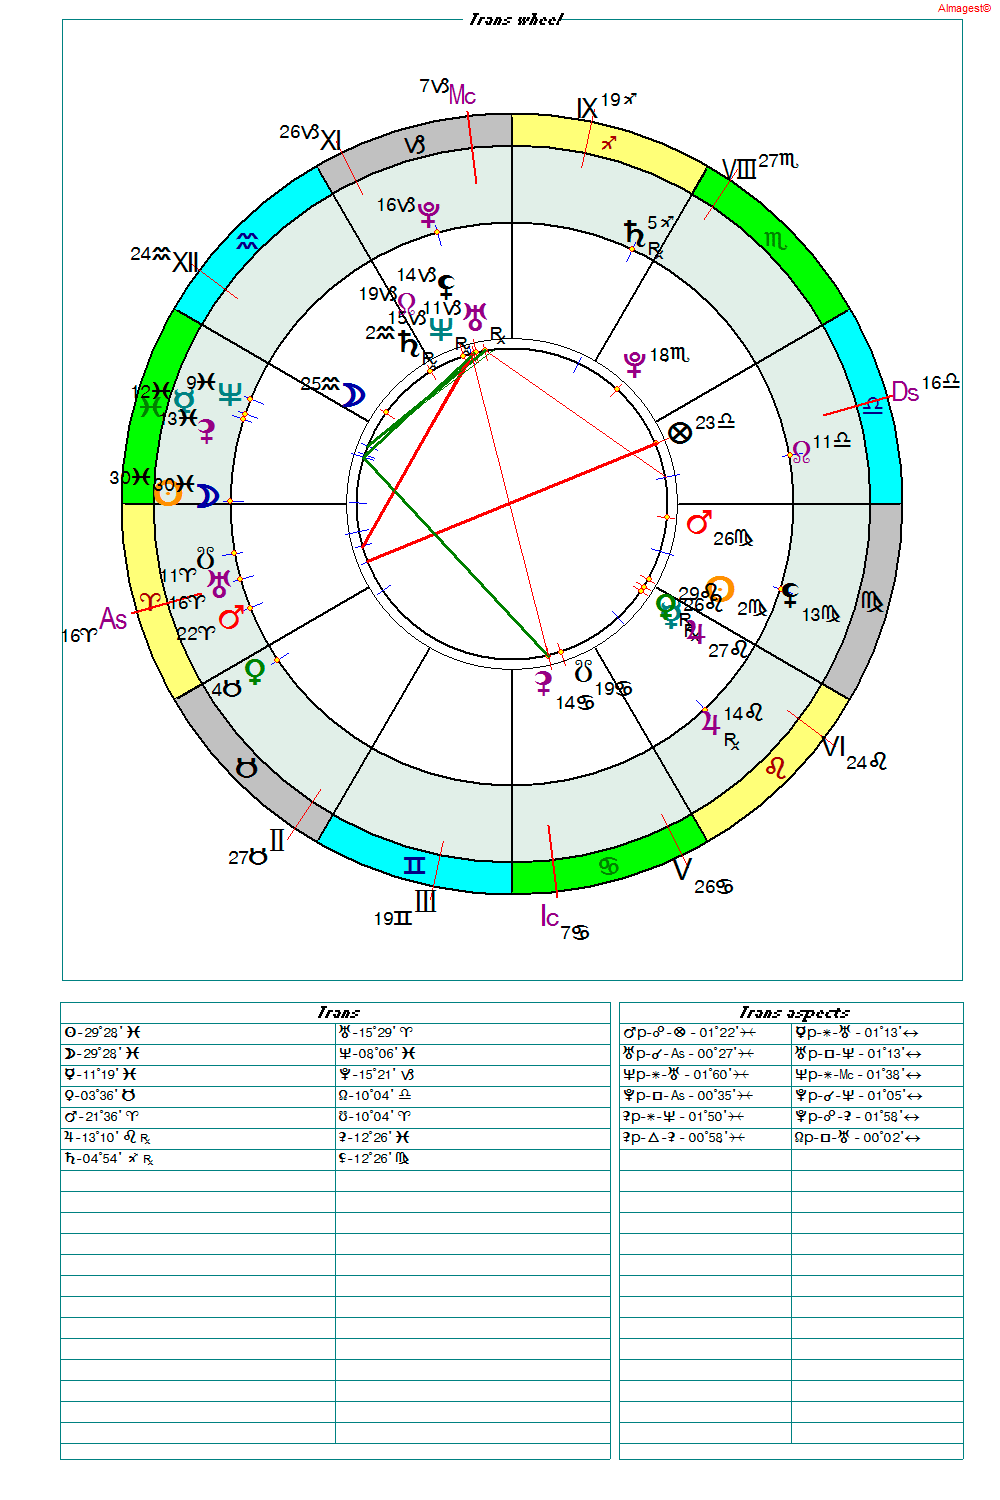 Almagest©
Trans wheel
7♑Mc
IX 19♐
26♑XI
♑
♐
VIII 27♏
16♑♇
♄ 5♐
℞
♒
♏
24♒XII
14♑⚸
19♑☊ 11♑♅
15♑♆ ℞
2♒♄ ℞
℞
♇ 18♏
12♓ 9♓♆
♓ ☿
25♒☽
Ds 16♎
♎
13♓⚳
⊗ 23♎
☊ 11♎
30♓☉ 30♓☽
♂ 26♍
☋
11♈♅
♈ 16♈
16♈ As
22♈♂
29♌☉ 2♍
♀ 26♌
☿ ℞
℞ ♃
27♌
⚸ 13♍
♍
4♉♀
⚳ 14♋
☋ 19♋
♃ 14♌
℞
VI 24♌
♉
♌
27♉ II
♊
♋
V 26♋
19♊ III
Ic 7♋
Trans
☉-29°28' ♓ ♅-15°29' ♈
☽-29°28' ♓ ♆-08°06' ♓
☿-11°19' ♓ ♇-15°21' ♑
♀-03°36' ♉ ☊-10°04' ♎
♂-21°36' ♈ ☋-10°04' ♈
♃-13°10' ♌ ℞ ⚳-12°26' ♓
♄-04°54' ♐ ℞ ⚸-12°26' ♍
Trans aspects
♂p-☍-⊗ - 01°22'→← ☿p-⚹-♅ - 01°13'↔
♅p-☌-As - 00°27'→← ♅p-□-♆ - 01°13'↔
♆p-⚹-♅ - 01°60'→← ♆p-⚹-Mc - 01°38'↔
♇p-□-As - 00°35'→← ♇p-☌-♆ - 01°05'↔
⚳p-⚹-♆ - 01°50'→← ♇p-☍-⚳ - 01°58'↔
⚳p-△-⚳ - 00°58'→← ☊p-□-♅ - 00°02'↔